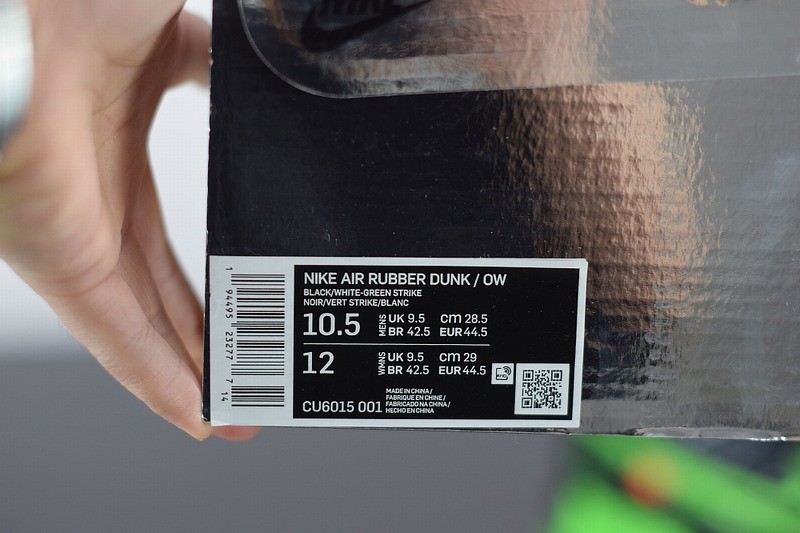 NIKE
NIKE AIR RUBBER DUNK / OW
BLACK/WHITE-GREEN STRIKE
NOIR/VERT STRIKE/BLANC
10.5 MENS UK 9.5 cm 28.5
BR 42.5 EUR 44.5
12 WMNS UK 9.5 cm 29
BR 42.5 EUR 44.5
CU6015 001
MADE IN CHINA /
FABRIQUE EN CHINE /
FABRICADO NA CHINA /
HECHO EN CHINA
1 94495 23277 7 14